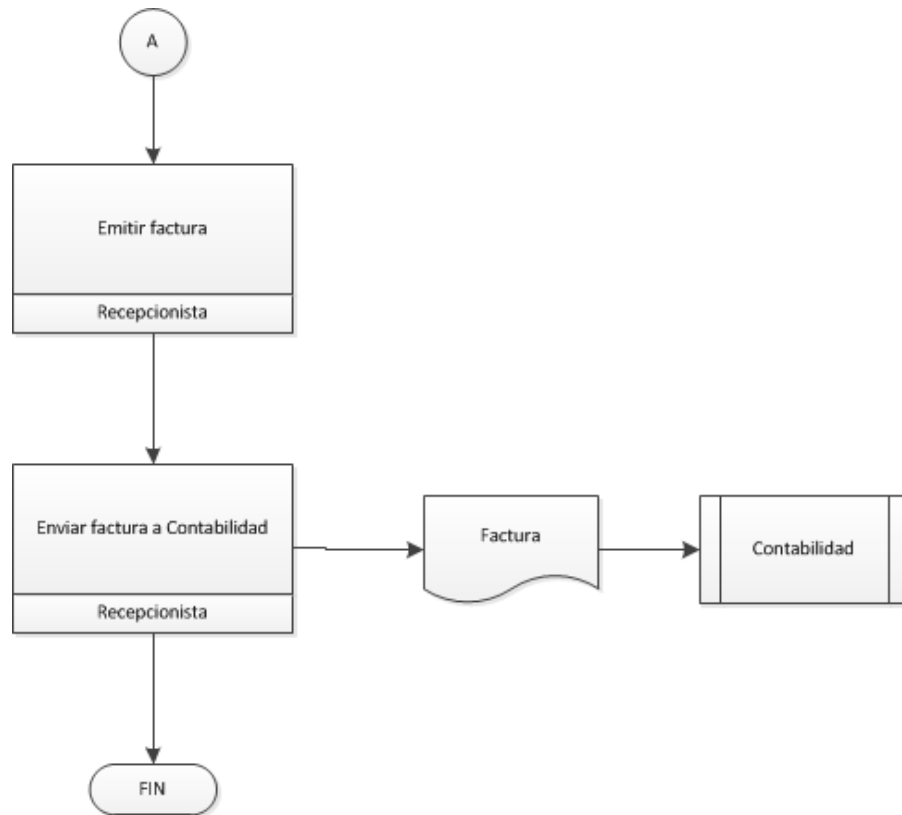 A
Emitir factura
Recepcionista
Enviar factura a Contabilidad
Recepcionista
Factura
Contabilidad
FIN